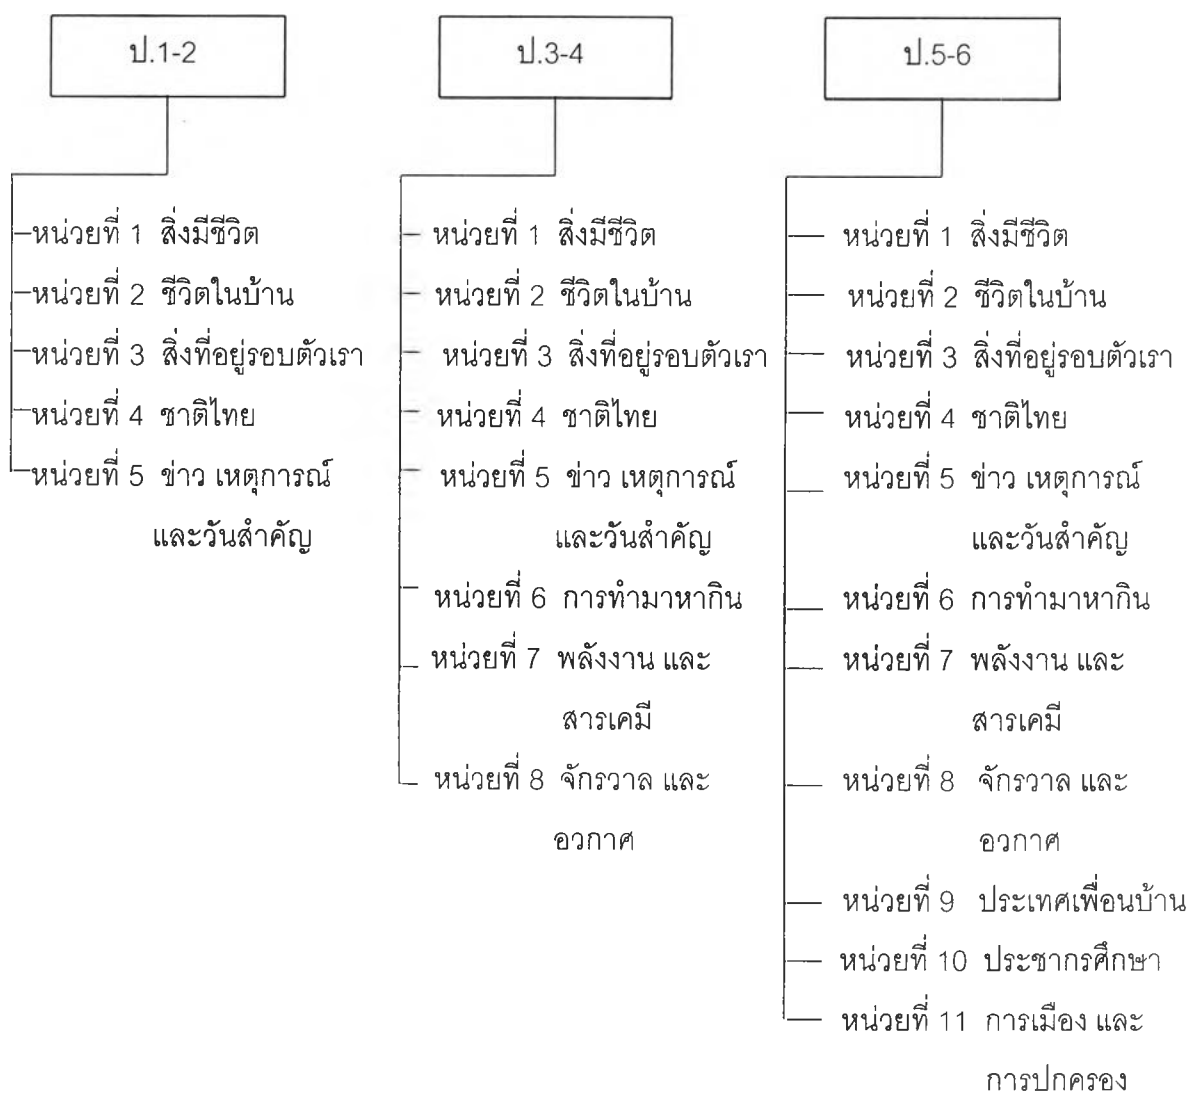 ป.1-2
หน่วยที่ 1 สิ่งมีชีวิต
หน่วยที่ 2 ชีวิตในบ้าน
หน่วยที่ 3 สิ่งที่อยู่รอบตัวเรา
หน่วยที่ 4 ชาติไทย
หน่วยที่ 5 ข่าว เหตุการณ์
และวันสำคัญ
ป.3-4
หน่วยที่ 1 สิ่งมีชีวิต
หน่วยที่ 2 ชีวิตในบ้าน
หน่วยที่ 3 สิ่งที่อยู่รอบตัวเรา
หน่วยที่ 4 ชาติไทย
หน่วยที่ 5 ข่าว เหตุการณ์
และวันสำคัญ
หน่วยที่ 6 การทำมาหากิน
หน่วยที่ 7 พลังงาน และ
สารเคมี
หน่วยที่ 8 จักรวาล และ
อวกาศ
ป.5-6
หน่วยที่ 1 สิ่งมีชีวิต
หน่วยที่ 2 ชีวิตในบ้าน
หน่วยที่ 3 สิ่งที่อยู่รอบตัวเรา
หน่วยที่ 4 ชาติไทย
หน่วยที่ 5 ข่าว เหตุการณ์
และวันสำคัญ
หน่วยที่ 6 การทำมาหากิน
หน่วยที่ 7 พลังงาน และ
สารเคมี
หน่วยที่ 8 จักรวาล และ
อวกาศ
หน่วยที่ 9 ประเทศเพื่อนบ้าน
หน่วยที่ 10 ประชากรศึกษา
หน่วยที่ 11 การเมือง และ
การปกครอง